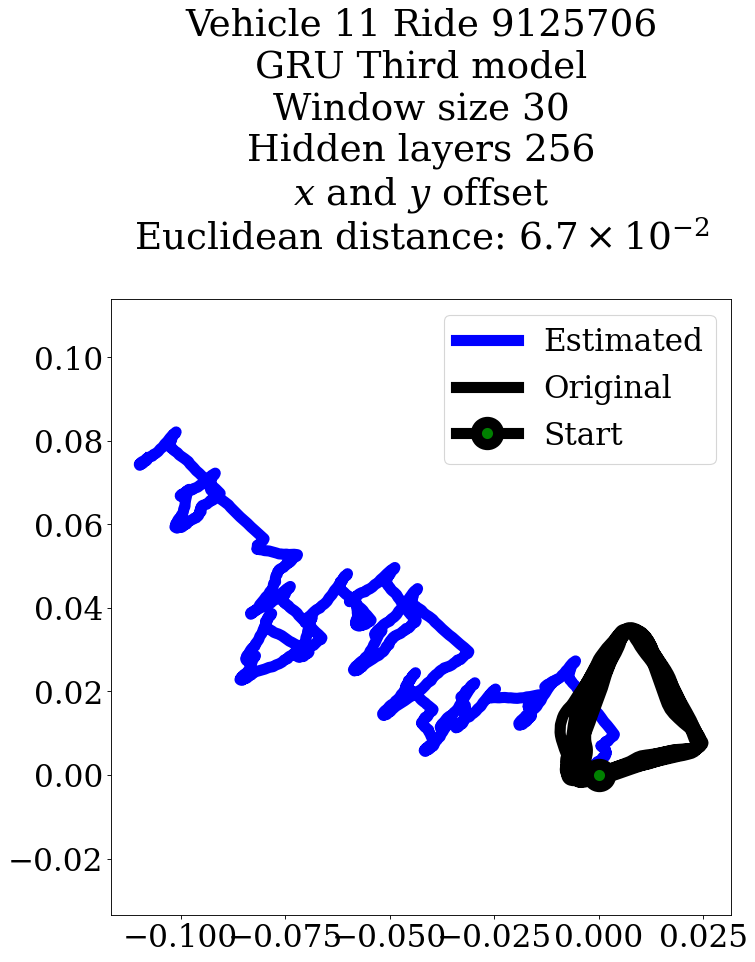 Vehicle 11 Ride 9125706
GRU Third model
Window size 30
Hidden layers 256
x and y offset
Euclidean distance: 6.7 × 10⁻²
Estimated
Original
Start
0.10
0.08
0.06
0.04
0.02
0.00
−0.02
−0.100 −0.075 −0.050 −0.025 0.000 0.025